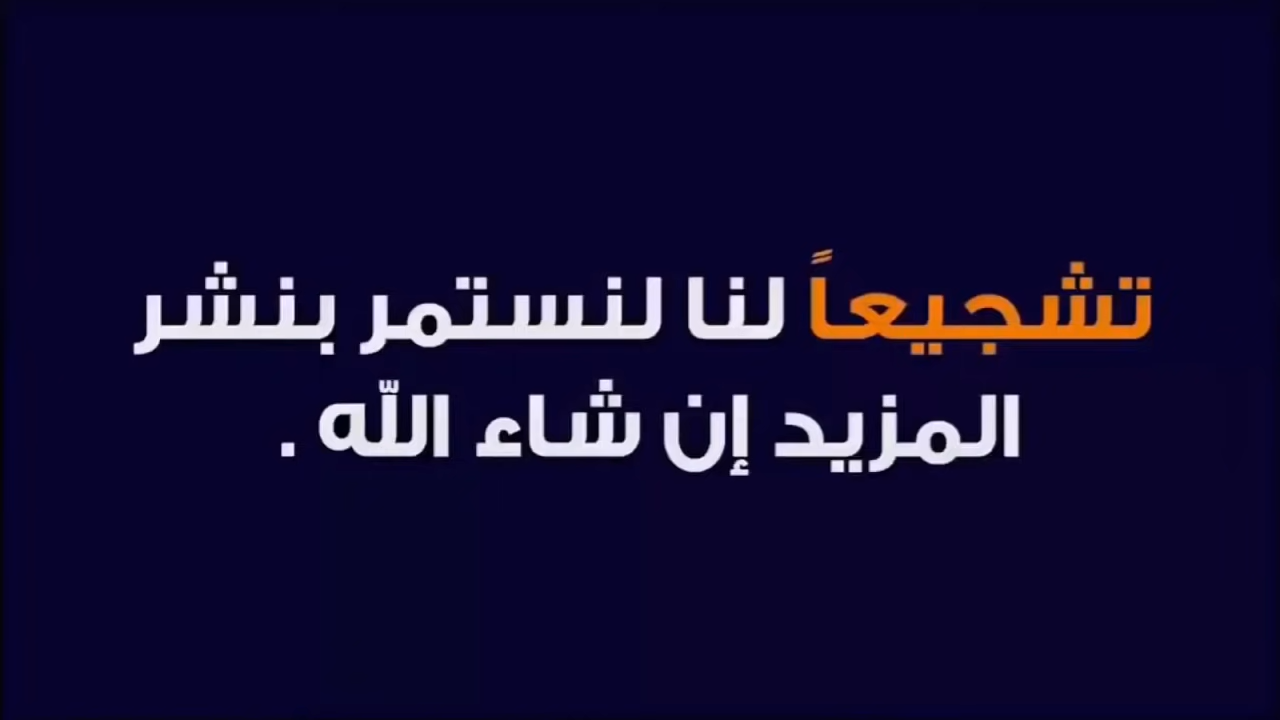 تشجيعاً لنا لنستمر بنشر
المزيد إن شاء اللّه .